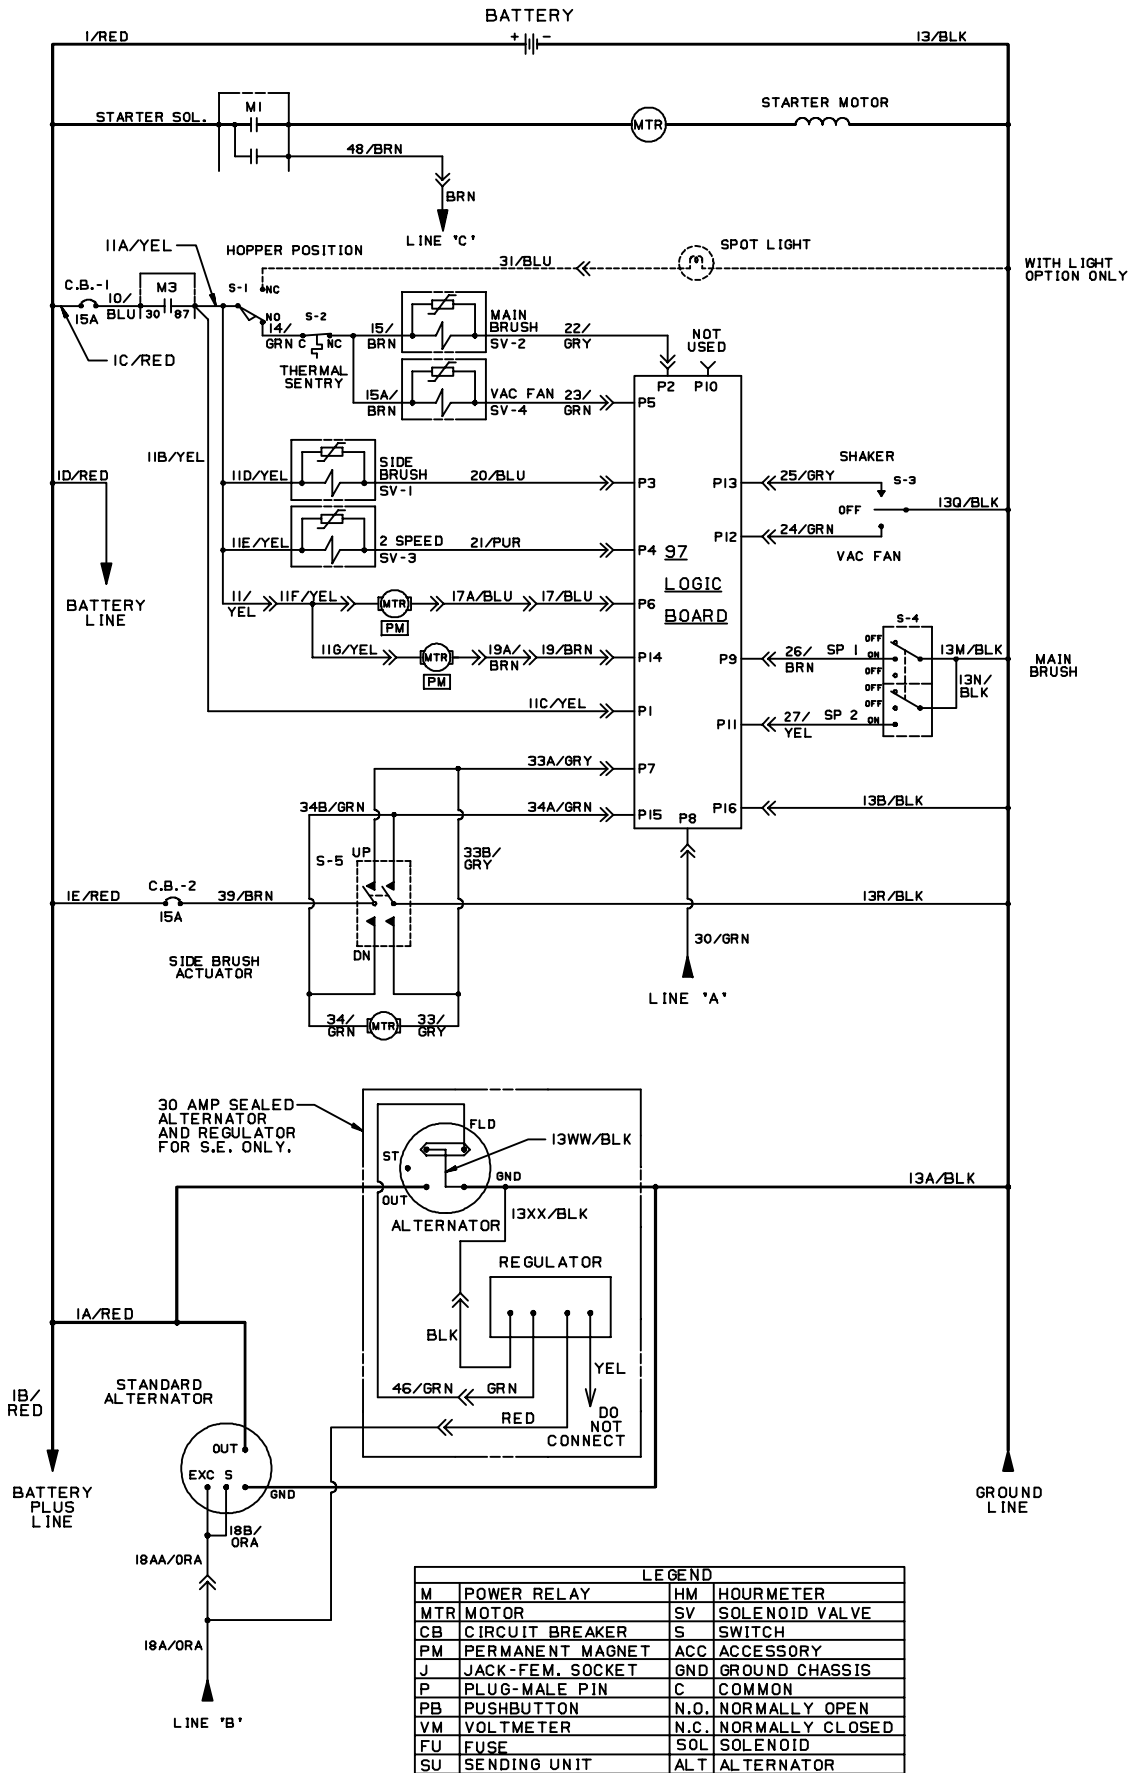 BATTERY
1/RED
+
-
13/BLK
STARTER SOL.
M1
MTR
STARTER MOTOR
48/BRN
BRN
LINE 'C'
11A/YEL
HOPPER POSITION
31/BLU
SPOT LIGHT
WITH LIGHT
OPTION ONLY
C.B.-1
15A
10/
BLU
M3
30
87
S-1
NC
NO
14/
GRN
S-2
C
NC
THERMAL
SENTRY
1C/RED
15/
BRN
MAIN
BRUSH
SV-2
22/
GRY
NOT
USED
15A/
BRN
VAC FAN
SV-4
23/
GRN
P2
P10
P5
11B/YEL
1D/RED
BATTERY
LINE
11D/YEL
SIDE
BRUSH
SV-1
20/BLU
P3
P13
25/GRY
SHAKER
S-3
OFF
13Q/BLK
11E/YEL
2 SPEED
SV-3
21/PUR
P4
P12
24/GRN
VAC FAN
97
LOGIC
BOARD
11/
YEL
11F/YEL
MTR
PM
17A/BLU
17/BLU
P6
11G/YEL
MTR
PM
19A/
BRN
19/BRN
P14
P9
26/
BRN
SP 1
S-4
OFF
ON
OFF
OFF
OFF
ON
13M/BLK
13N/
BLK
MAIN
BRUSH
11C/YEL
P1
P11
27/
YEL
SP 2
33A/GRY
P7
34B/GRN
34A/GRN
P15
P8
P16
13B/BLK
33B/
GRY
S-5
UP
DN
1E/RED
C.B.-2
15A
39/BRN
13R/BLK
SIDE BRUSH
ACTUATOR
30/GRN
LINE 'A'
34/
GRN
MTR
33/
GRY
30 AMP SEALED
ALTERNATOR
AND REGULATOR
FOR S.E. ONLY.
FLD
ST
13WW/BLK
GND
OUT
ALTERNATOR
13XX/BLK
13A/BLK
REGULATOR
BLK
YEL
46/GRN
GRN
RED
DO
NOT
CONNECT
1A/RED
1B/
RED
STANDARD
ALTERNATOR
OUT
EXC
S
GND
BATTERY
PLUS
LINE
18B/
ORA
18AA/ORA
18A/ORA
LINE 'B'
GROUND
LINE
LEGEND
M POWER RELAY HM HOURMETER
MTR MOTOR SV SOLENOID VALVE
CB CIRCUIT BREAKER S SWITCH
PM PERMANENT MAGNET ACC ACCESSORY
J JACK-FEM. SOCKET GND GROUND CHASSIS
P PLUG-MALE PIN C COMMON
PB PUSHBUTTON N.O. NORMALLY OPEN
VM VOLTMETER N.C. NORMALLY CLOSED
FU FUSE SOL SOLENOID
SU SENDING UNIT ALT ALTERNATOR